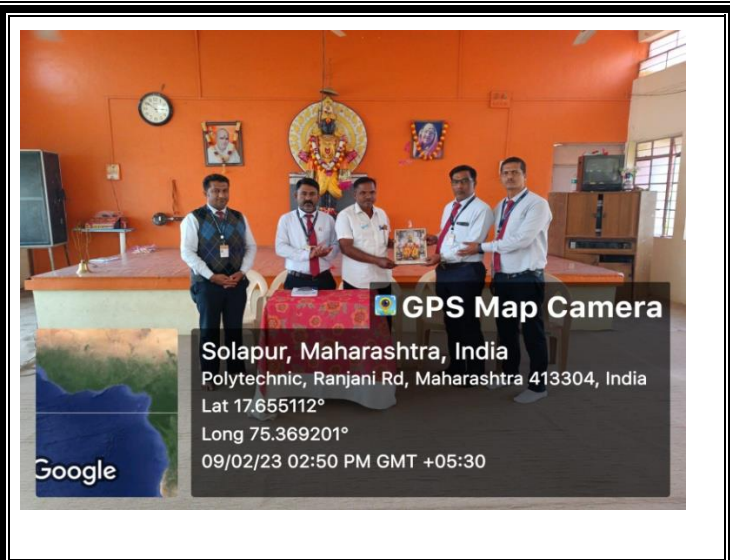 GPS Map Camera
Solapur, Maharashtra, India
Polytechnic, Ranjani Rd, Maharashtra 413304, India
Lat 17.655112°
Long 75.369201°
09/02/23 02:50 PM GMT +05:30
Google